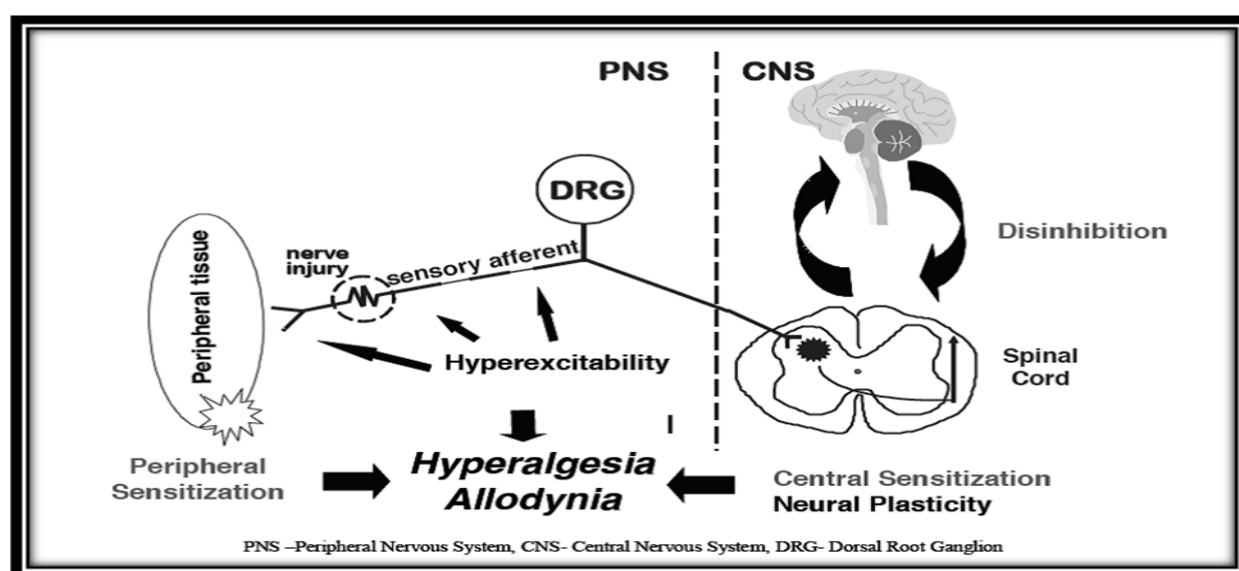 PNS
CNS
DRG
Peripheral tissue
nerve
injury
sensory afferent
Disinhibition
Hyperexcitability
Spinal
Cord
Hyperalgesia
Allodynia
Peripheral
Sensitization
Central Sensitization
Neural Plasticity
PNS –Peripheral Nervous System, CNS- Central Nervous System, DRG- Dorsal Root Ganglion